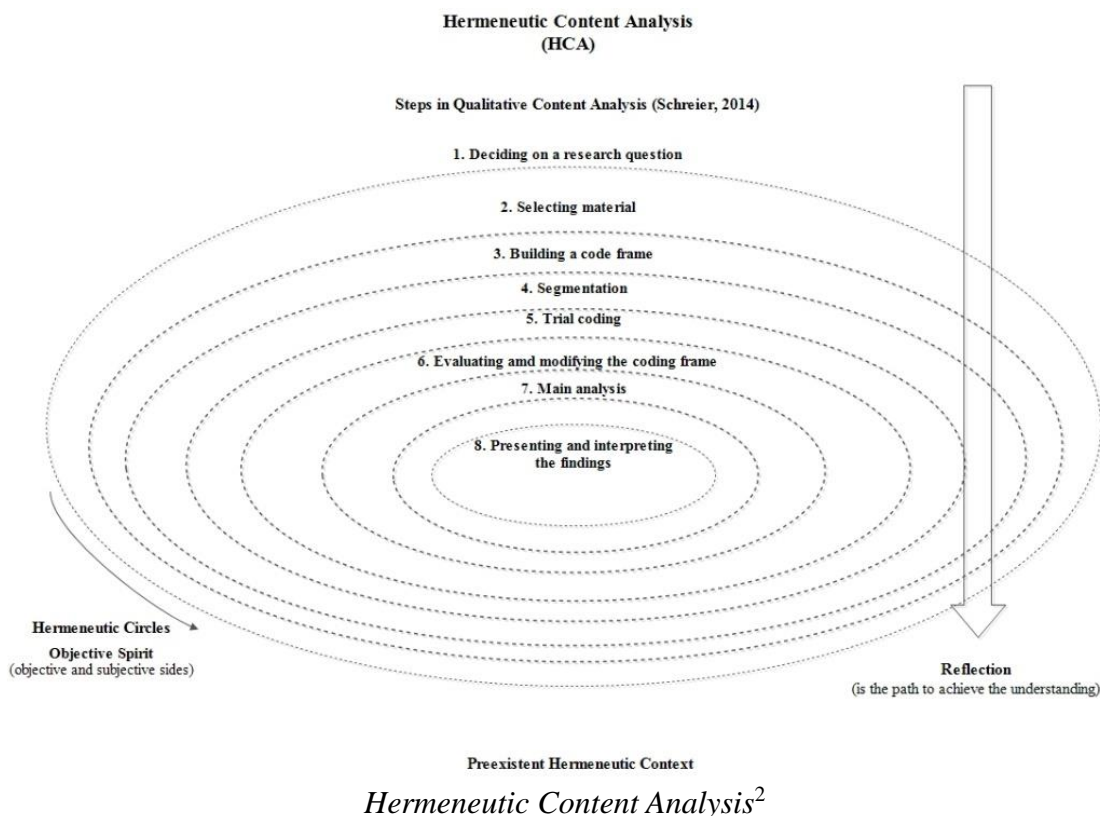 Hermeneutic Content Analysis
(HCA)
Steps in Qualitative Content Analysis (Schreier, 2014)
1. Deciding on a research question
2. Selecting material
3. Building a code frame
4. Segmentation
5. Trial coding
6. Evaluating amd modifying the coding frame
7. Main analysis
8. Presenting and interpreting
the findings
Hermeneutic Circles
Objective Spirit
(objective and subjective sides)
Reflection
(is the path to achieve the understanding)
Preexistent Hermeneutic Context
Hermeneutic Content Analysis²